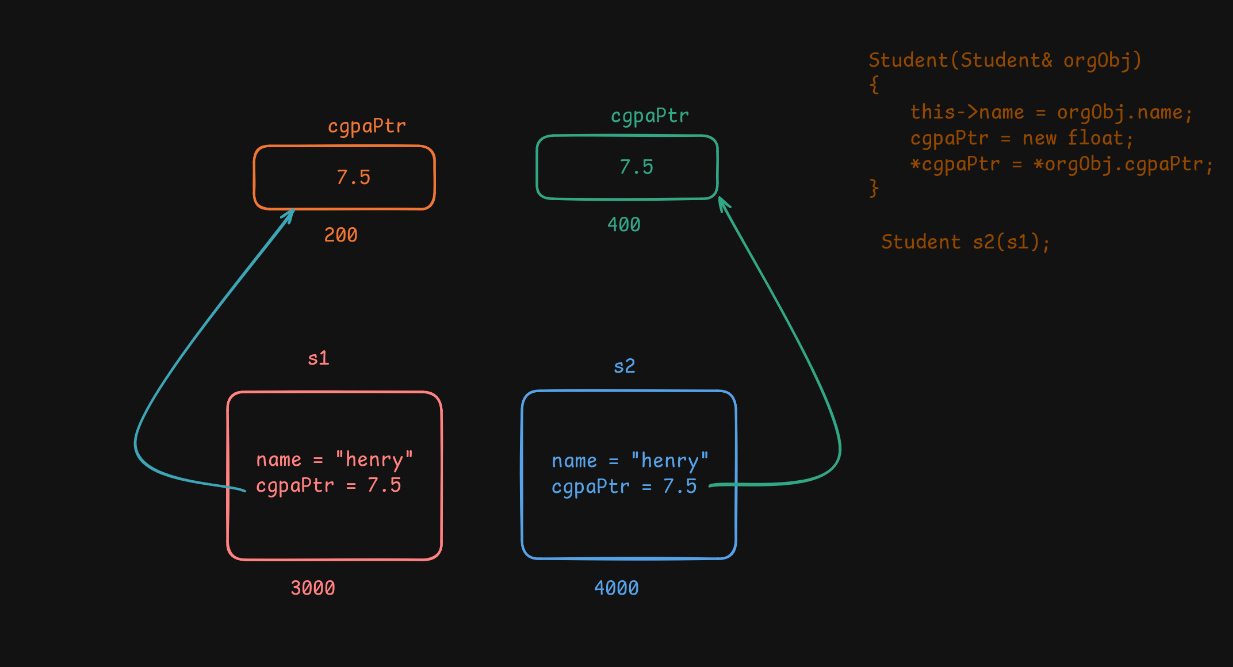 cgpaPtr
7.5
200
cgpaPtr
7.5
400
Student(Student& orgObj)
{
this->name = orgObj.name;
cgpaPtr = new float;
*cgpaPtr = *orgObj.cgpaPtr;
}
Student s2(s1);
s1
name = "henry"
cgpaPtr = 7.5
3000
s2
name = "henry"
cgpaPtr = 7.5
4000